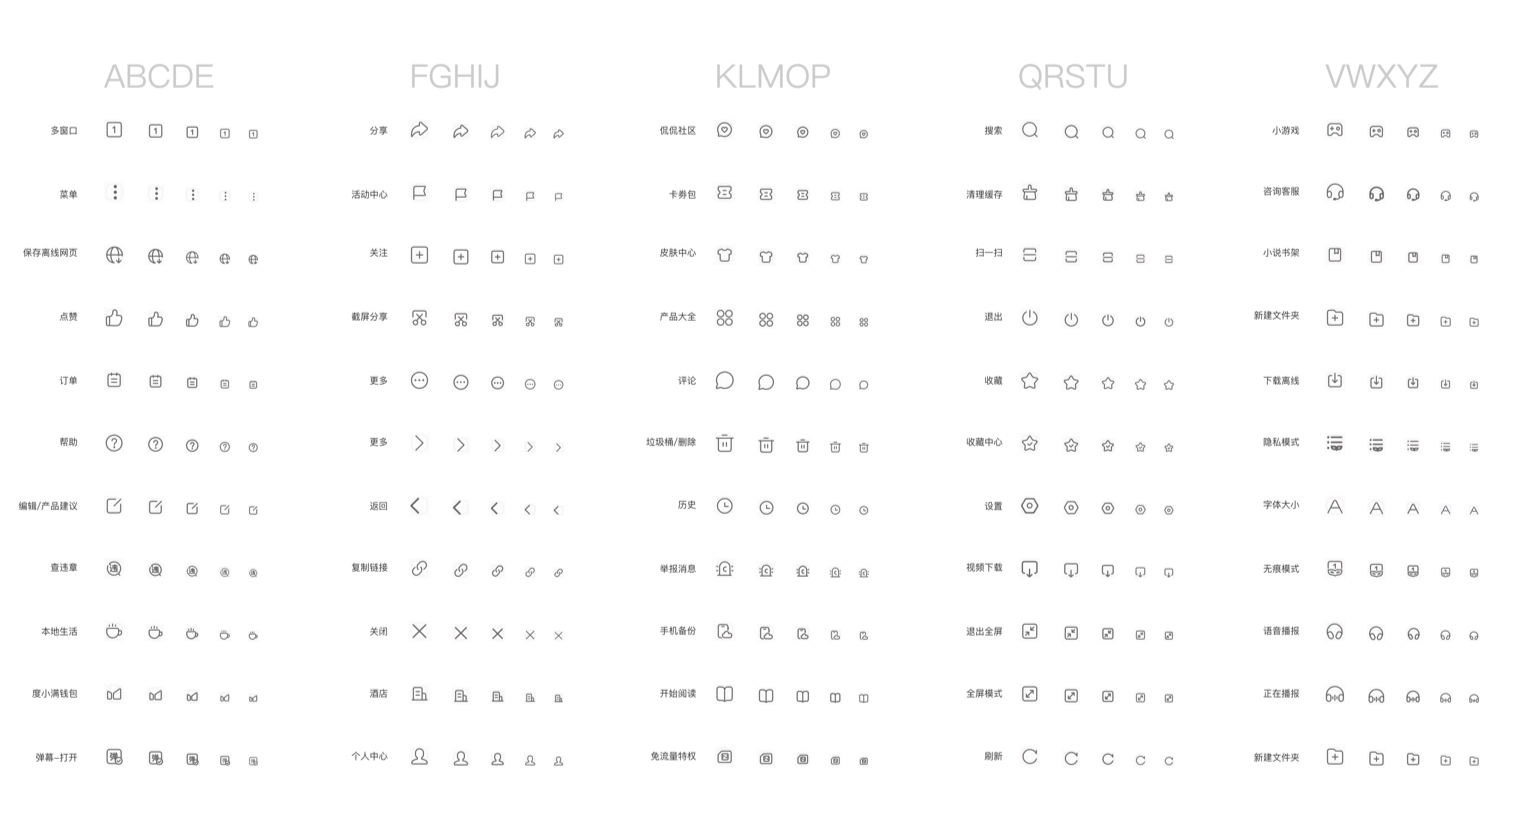 ABCDE
多窗口
菜单
保存离线网页
点赞
订单
帮助
编辑/产品建议
查违章
本地生活
度小满钱包
弹幕-打开
FGHIJ
分享
活动中心
关注
截屏分享
更多
更多
返回
复制链接
关闭
酒店
个人中心
KLMOP
侃侃社区
卡券包
皮肤中心
产品大全
评论
垃圾桶/删除
历史
举报消息
手机备份
开始阅读
免流量特权
QRSTU
搜索
清理缓存
扫一扫
退出
收藏
收藏中心
设置
视频下载
退出全屏
全屏模式
刷新
VWXYZ
小游戏
咨询客服
小说书架
新建文件夹
下载离线
隐私模式
字体大小
无痕模式
语音播报
正在播报
新建文件夹